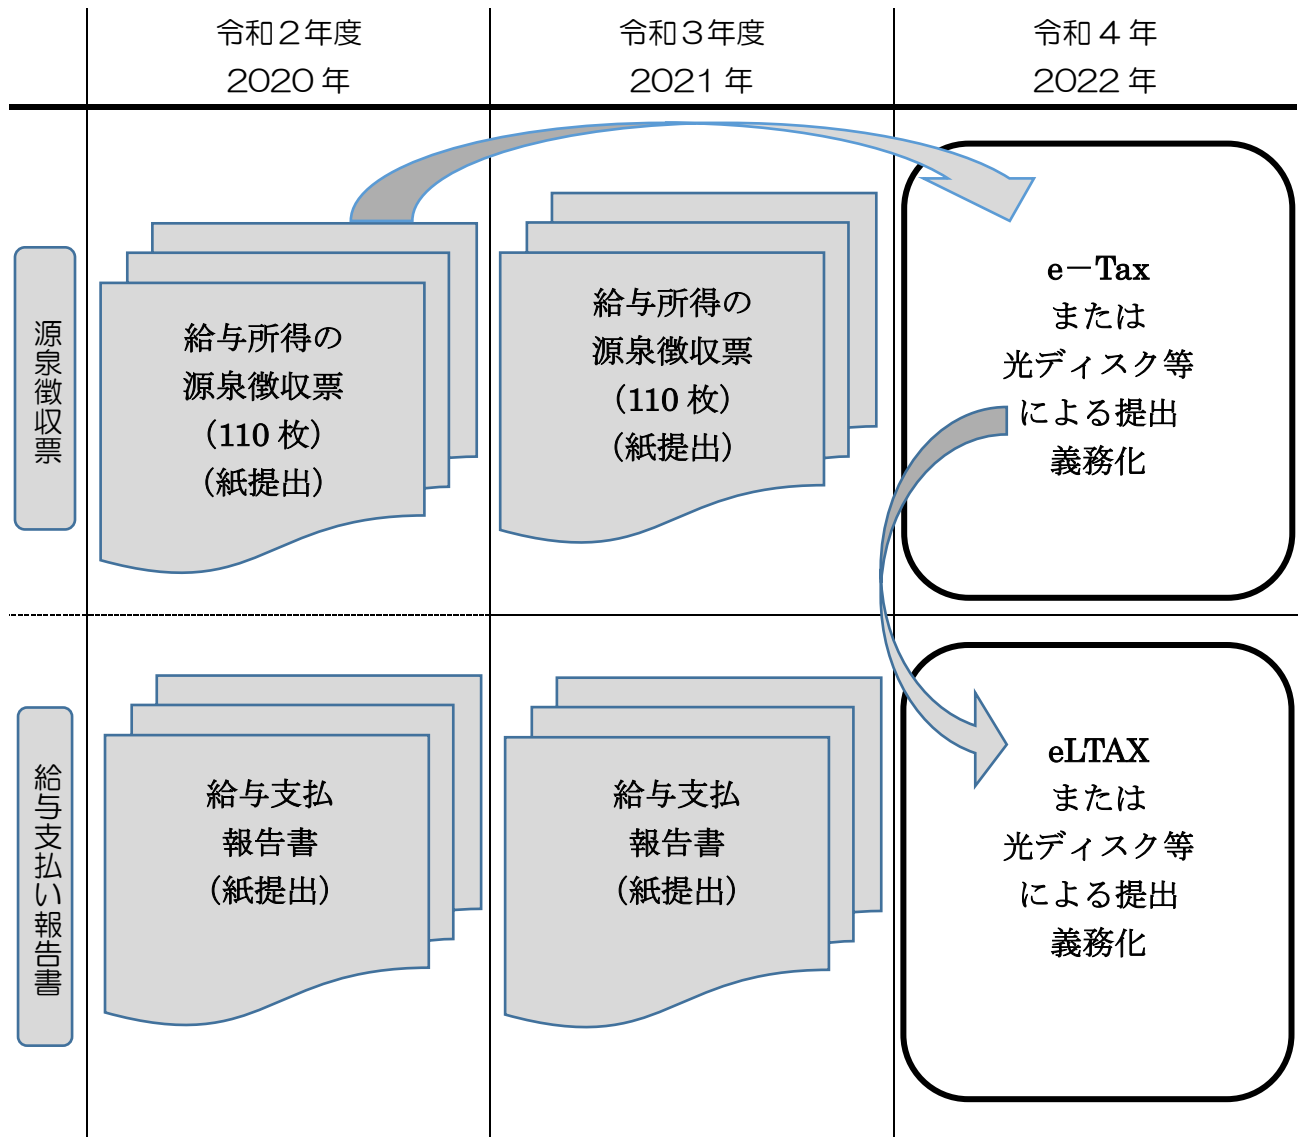 令和２年度
2020 年
令和３年度
2021 年
令和 4 年
2022 年
源泉徴収票
給与所得の
源泉徴収票
（110 枚）
（紙提出）
給与所得の
源泉徴収票
（110 枚）
（紙提出）
e－Tax
または
光ディスク等
による提出
義務化
給与支払い報告書
給与支払
報告書
（紙提出）
給与支払
報告書
（紙提出）
eLTAX
または
光ディスク等
による提出
義務化